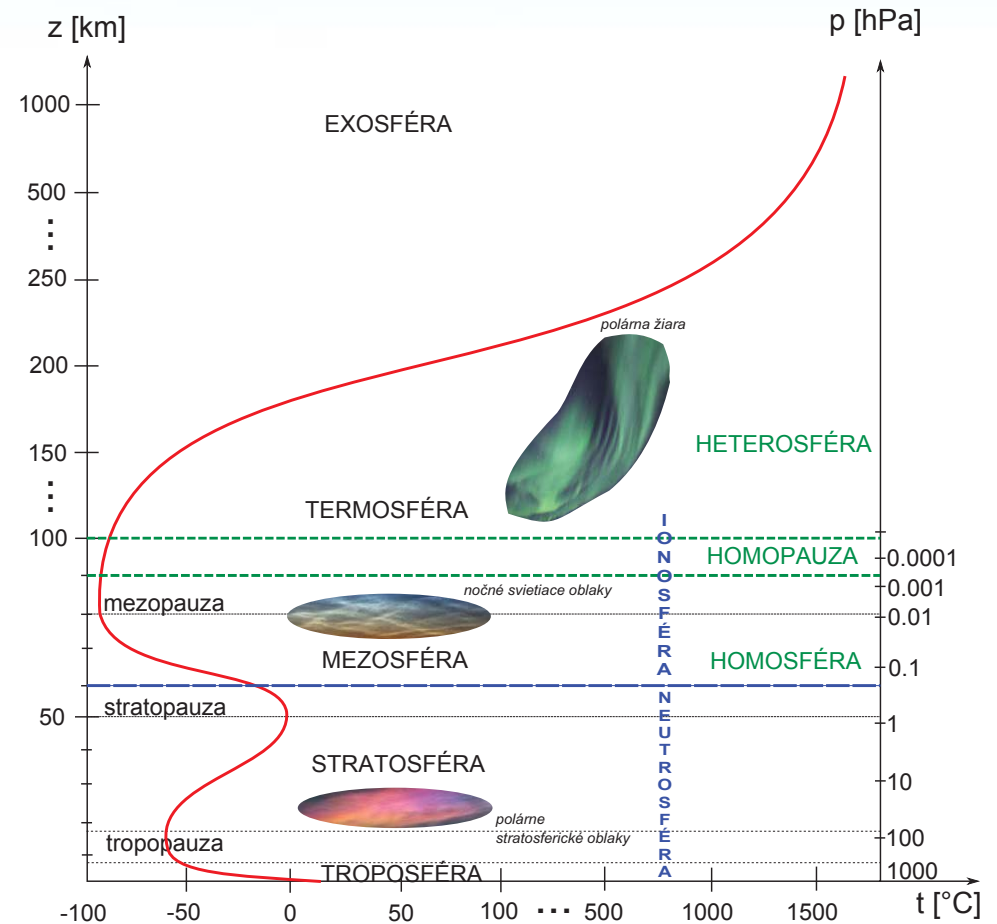 z [km]
p [hPa]
1000
EXOSFÉRA
500
⋮
250
polárna žiara
200
150
HETEROSFÉRA
⋮
TERMOSFÉRA
100
HOMOPAUZA
0.0001
nočné svietiace oblaky
0.001
mezopauza
0.01
MEZOSFÉRA
HOMOSFÉRA
0.1
IONOSFÉRA
stratopauza
50
1
STRATOSFÉRA
10
polárne
stratosferické oblaky
100
tropopauza
NEUTROSFÉRA
TROPOSFÉRA
1000
-100 -50 0 50 100 ... 500 1000 1500 t [°C]